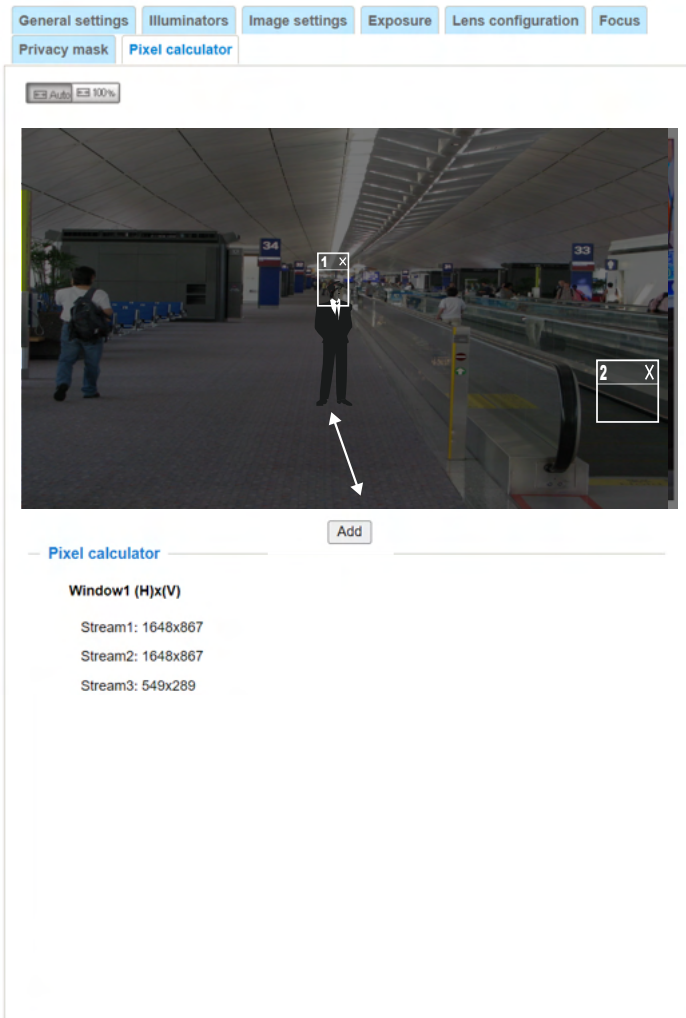 General settings Illuminators Image settings Exposure Lens configuration Focus
Privacy mask Pixel calculator
Auto 100%
34
33
1 X
2 X
Add
Pixel calculator
Window1 (H)x(V)
Stream1: 1648x867
Stream2: 1648x867
Stream3: 549x289